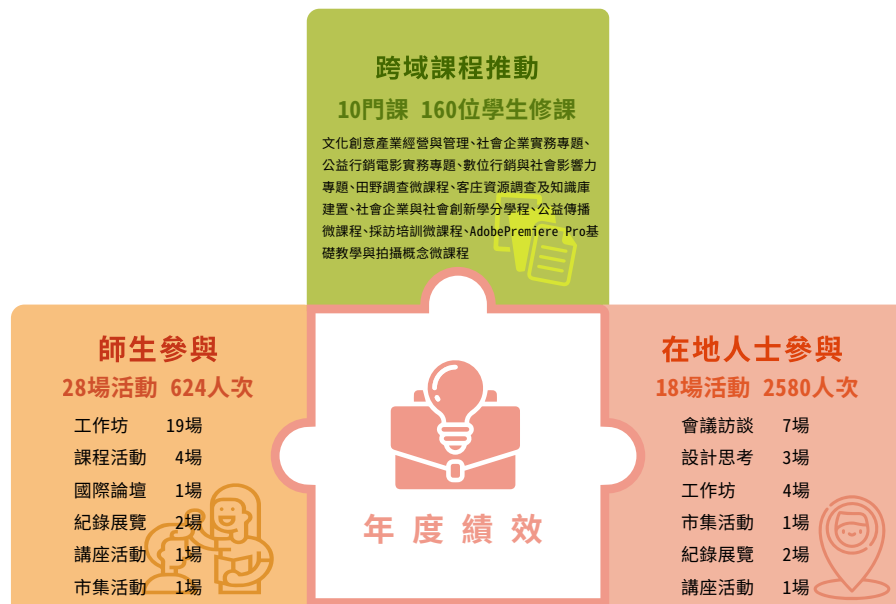 跨域課程推動
10門課 160位學生修課
文化創意產業經營與管理、社會企業實務專題、
公益行銷電影實務專題、數位行銷與社會影響力
專題、田野調查微課程、客庄資源調查及知識庫
建置、社會企業與社會創新學分學程、公益傳播
微課程、採訪培訓微課程、AdobePremiere Pro基
礎教學與拍攝概念微課程
師生參與
28場活動 624人次
工作坊 19場
課程活動 4場
國際論壇 1場
紀錄展覽 2場
講座活動 1場
市集活動 1場
年度績效
在地人士參與
18場活動 2580人次
會議訪談 7場
設計思考 3場
工作坊 4場
市集活動 1場
紀錄展覽 2場
講座活動 1場